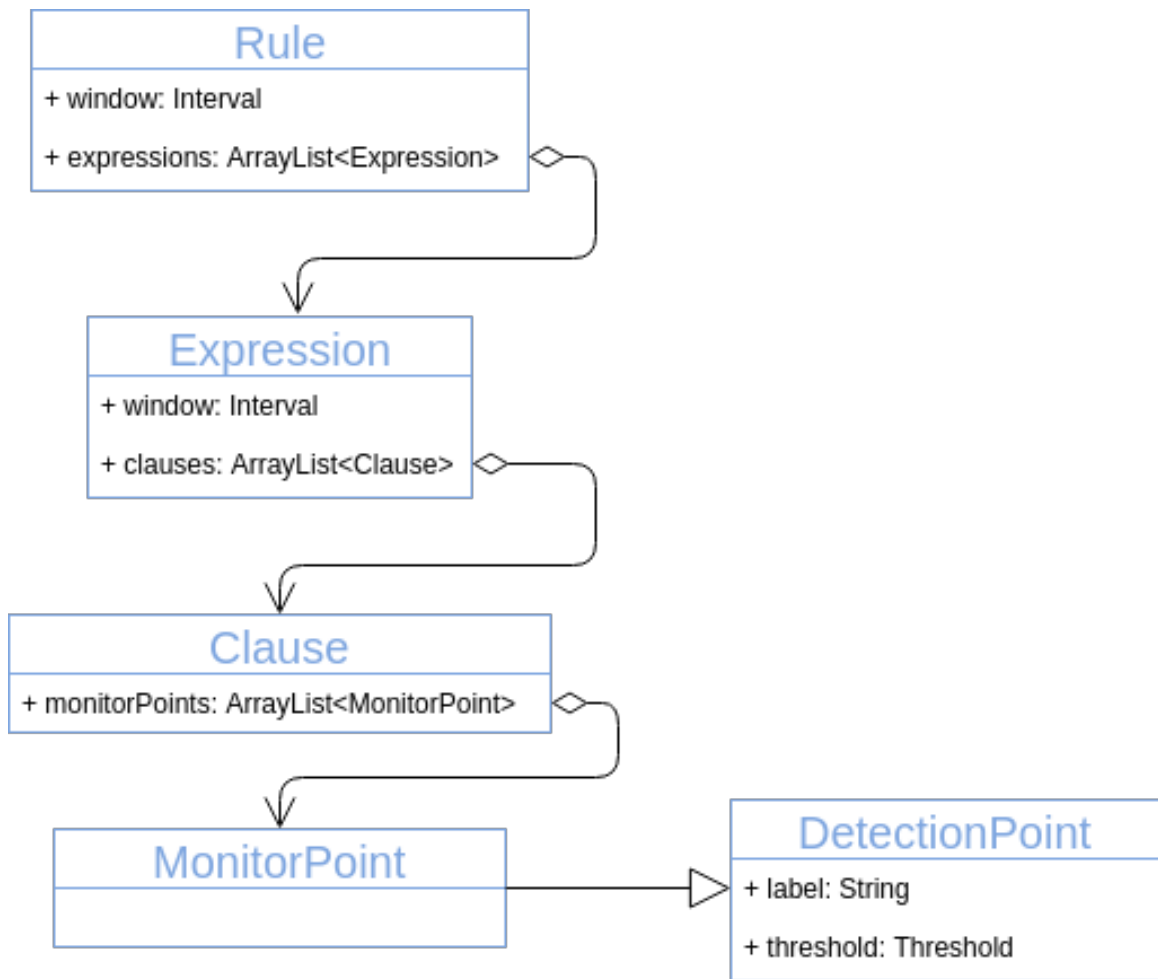 Rule
+ window: Interval
+ expressions: ArrayList<Expression>
Expression
+ window: Interval
+ clauses: ArrayList<Clause>
Clause
+ monitorPoints: ArrayList<MonitorPoint>
MonitorPoint
DetectionPoint
+ label: String
+ threshold: Threshold